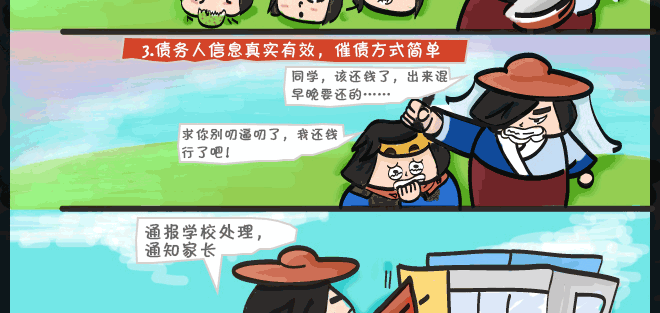 3.债务人信息真实有效，催债方式简单
同学，该还钱了，出来混
早晚要还的……
求你别叨逼叨了，我还钱
行了吧！
通报学校处理，
通知家长